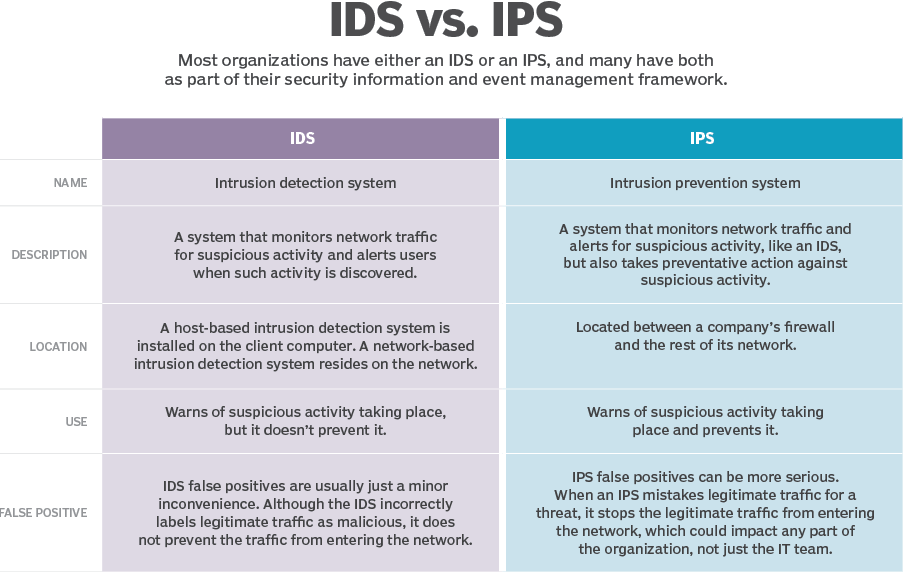 IDS vs. IPS
Most organizations have either an IDS or an IPS, and many have both
as part of their security information and event management framework.
IDS
IPS
NAME
Intrusion detection system
Intrusion prevention system
DESCRIPTION
A system that monitors network traffic
for suspicious activity and alerts users
when such activity is discovered.
A system that monitors network traffic and
alerts for suspicious activity, like an IDS,
but also takes preventative action against
suspicious activity.
LOCATION
A host-based intrusion detection system is
installed on the client computer. A network-based
intrusion detection system resides on the network.
Located between a company’s firewall
and the rest of its network.
USE
Warns of suspicious activity taking place,
but it doesn’t prevent it.
Warns of suspicious activity taking
place and prevents it.
FALSE POSITIVE
IDS false positives are usually just a minor
inconvenience. Although the IDS incorrectly
labels legitimate traffic as malicious, it does
not prevent the traffic from entering the network.
IPS false positives can be more serious.
When an IPS mistakes legitimate traffic for a
threat, it stops the legitimate traffic from entering
the network, which could impact any part of
the organization, not just the IT team.